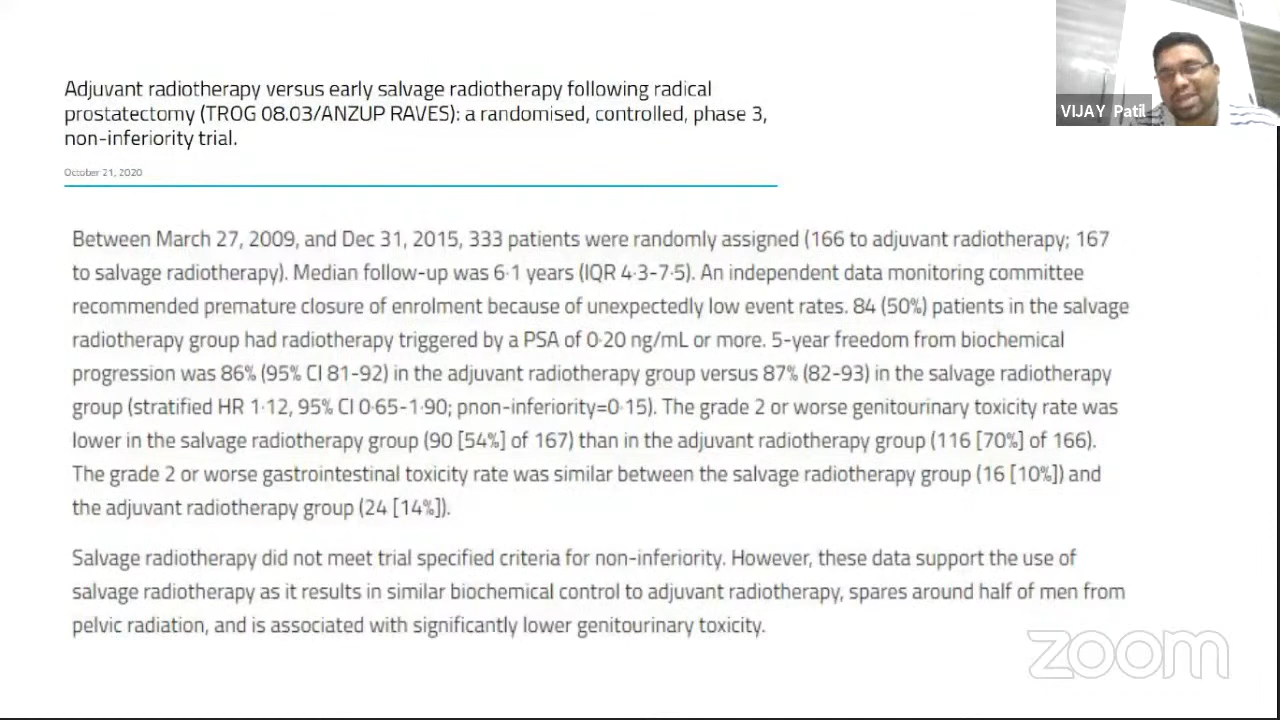 Adjuvant radiotherapy versus early salvage radiotherapy following radical
prostatectomy (TROG 08.03/ANZUP RAVES): a randomised, controlled, phase 3,
non-inferiority trial.
October 21, 2020
VIJAY Patil
Between March 27, 2009, and Dec 31, 2015, 333 patients were randomly assigned (166 to adjuvant radiotherapy; 167
to salvage radiotherapy). Median follow-up was 6·1 years (IQR 4·3-7·5). An independent data monitoring committee
recommended premature closure of enrolment because of unexpectedly low event rates. 84 (50%) patients in the salvage
radiotherapy group had radiotherapy triggered by a PSA of 0·20 ng/mL or more. 5-year freedom from biochemical
progression was 86% (95% CI 81-92) in the adjuvant radiotherapy group versus 87% (82-93) in the salvage radiotherapy
group (stratified HR 1·12, 95% CI 0·65-1·90; pnon-inferiority=0·15). The grade 2 or worse genitourinary toxicity rate was
lower in the salvage radiotherapy group (90 [54%] of 167) than in the adjuvant radiotherapy group (116 [70%] of 166).
The grade 2 or worse gastrointestinal toxicity rate was similar between the salvage radiotherapy group (16 [10%]) and
the adjuvant radiotherapy group (24 [14%]).
Salvage radiotherapy did not meet trial specified criteria for non-inferiority. However, these data support the use of
salvage radiotherapy as it results in similar biochemical control to adjuvant radiotherapy, spares around half of men from
pelvic radiation, and is associated with significantly lower genitourinary toxicity.
zoom